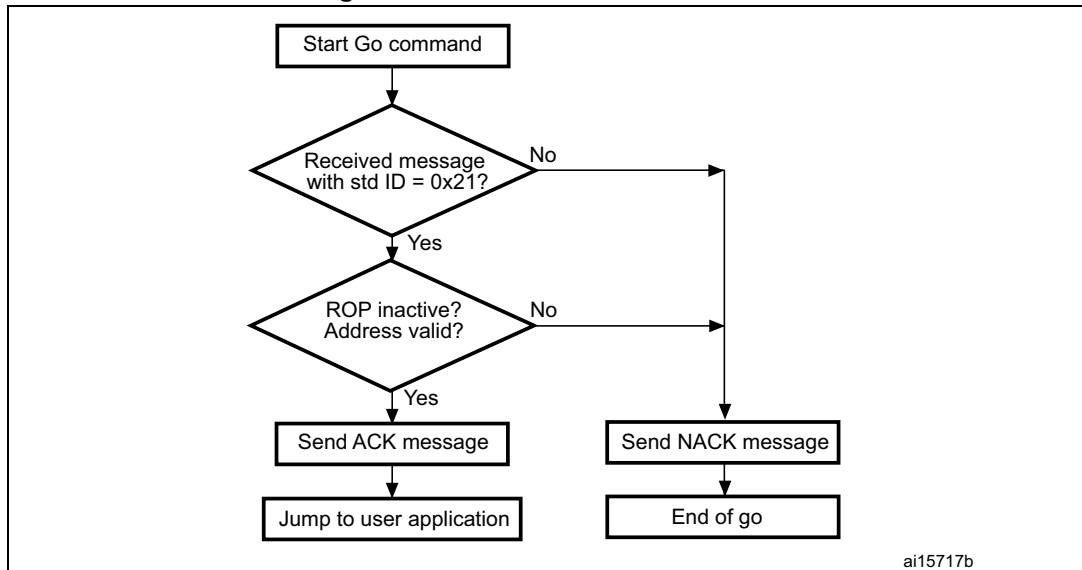 Start Go command
Received message
with std ID = 0x21?
No
Yes
ROP inactive?
Address valid?
No
Yes
Send ACK message
Send NACK message
Jump to user application
End of go
ai15717b